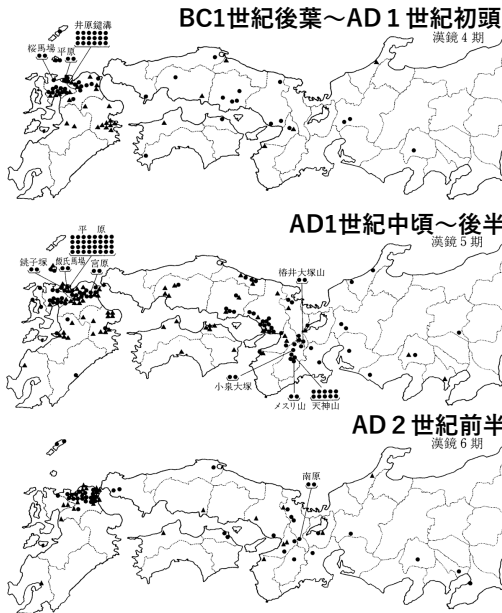 BC1世紀後葉～AD1世紀初頭
漢鏡4期
井原鑓溝
桜馬場
平原
AD1世紀中頃～後半
漢鏡5期
平原
銚子塚
飯氏馬場
宮原
椿井大塚山
小泉大塚
メスリ山
天神山
AD2世紀前半
漢鏡6期
南原